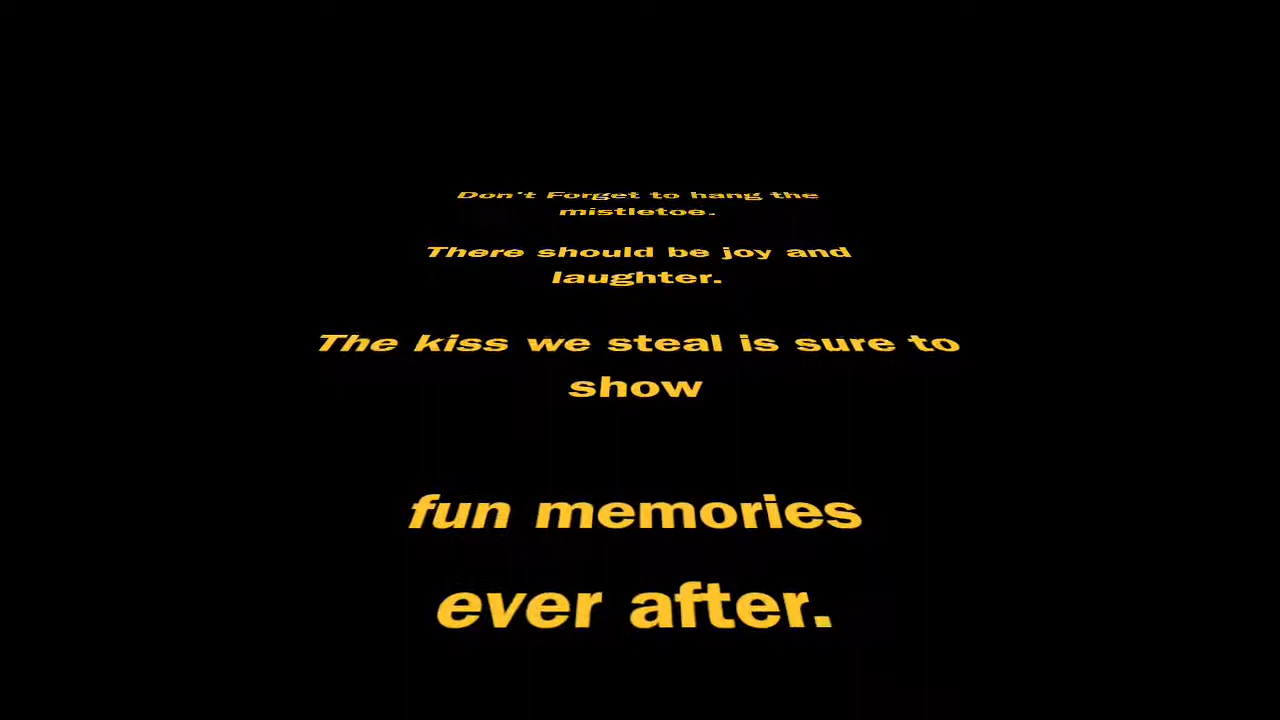 Don't Forget to hang the
mistletoe.
There should be joy and
laughter.
The kiss we steal is sure to
show
fun memories
ever after.